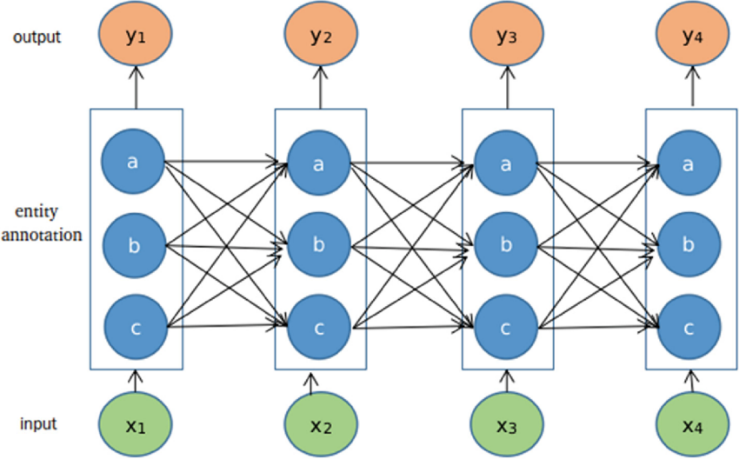 output y1 y2 y3 y4
a a a a
entity
annotation
b b b b
c c c c
input x1 x2 x3 x4